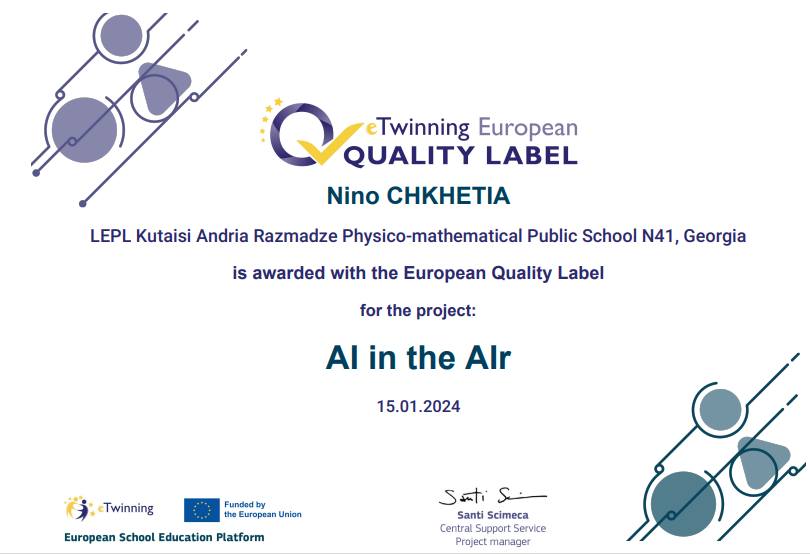 eTwinning European
QUALITY LABEL
Nino CHKHETIA
LEPL Kutaisi Andria Razmadze Physico-mathematical Public School N41, Georgia
is awarded with the European Quality Label
for the project:
AI in the AIr
15.01.2024
eTwinning
Funded by
the European Union
European School Education Platform
Santi Scimeca
Central Support Service
Project manager